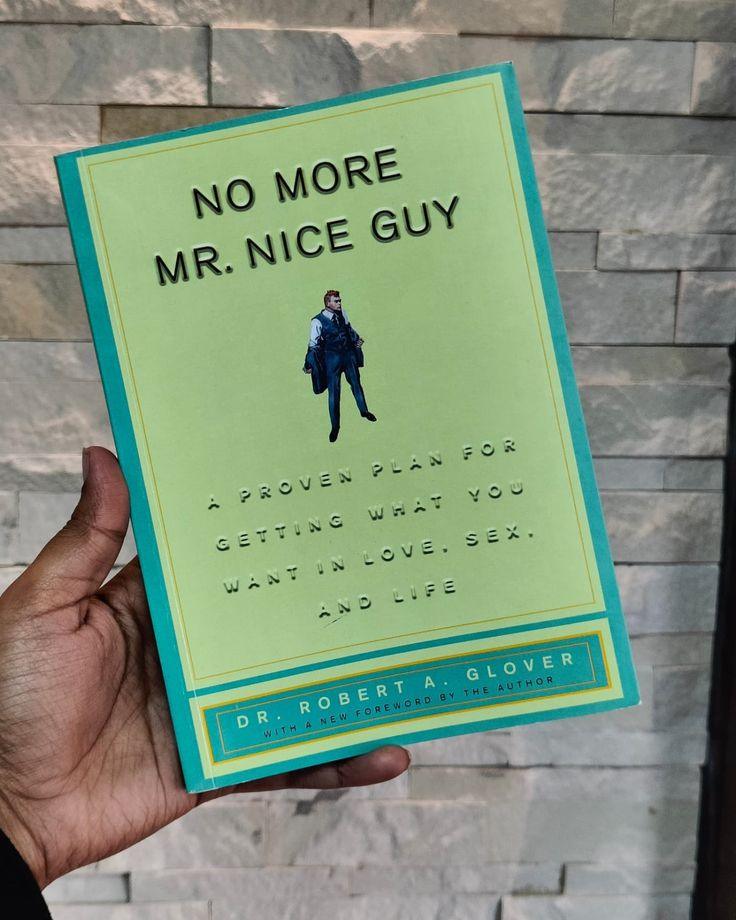 NO MORE
MR. NICE GUY
A PROVEN PLAN FOR
GETTING WHAT YOU
WANT IN LOVE, SEX,
AND LIFE
DR. ROBERT A. GLOVER
WITH A NEW FOREWORD BY THE AUTHOR